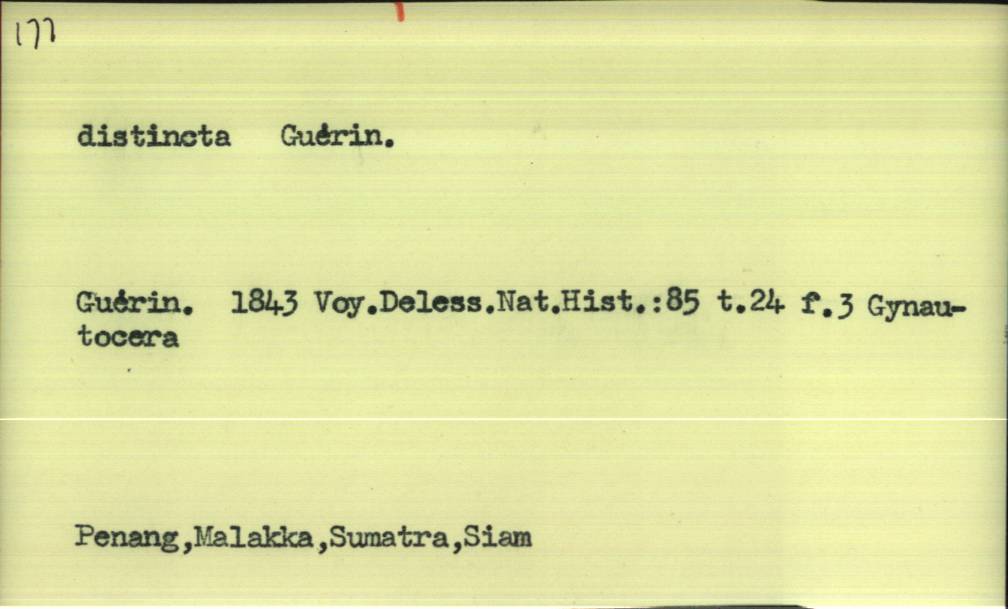 177
distincta Guérin.
Guérin. 1843 Voy.Deless.Nat.Hist.:85 t.24 f.3 Gynau-
tocera
Penang,Malakka,Sumatra,Siam